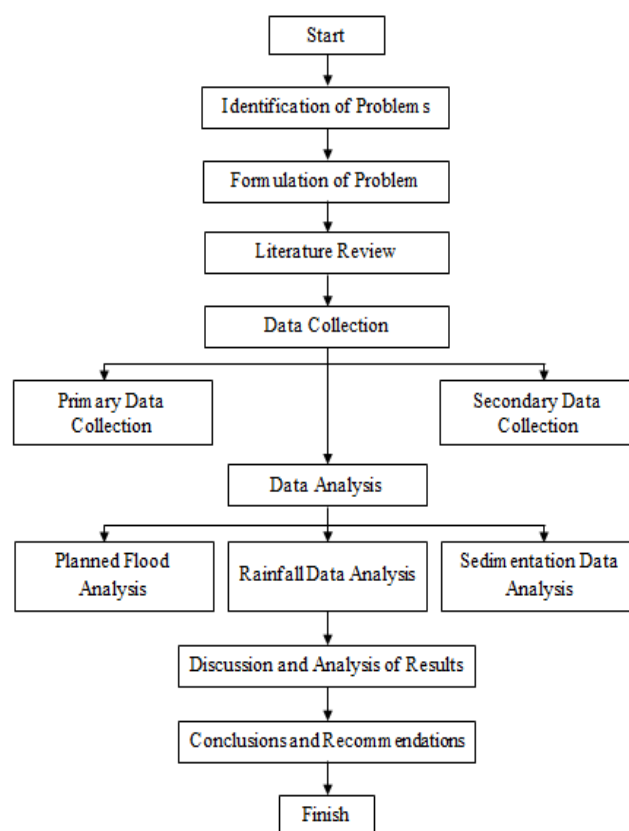 Start
Identification of Problems
Formulation of Problem
Literature Review
Data Collection
Primary Data
Collection
Secondary Data
Collection
Data Analysis
Planned Flood
Analysis
Rainfall Data Analysis
Sedimentation Data
Analysis
Discussion and Analysis of Results
Conclusions and Recommendations
Finish